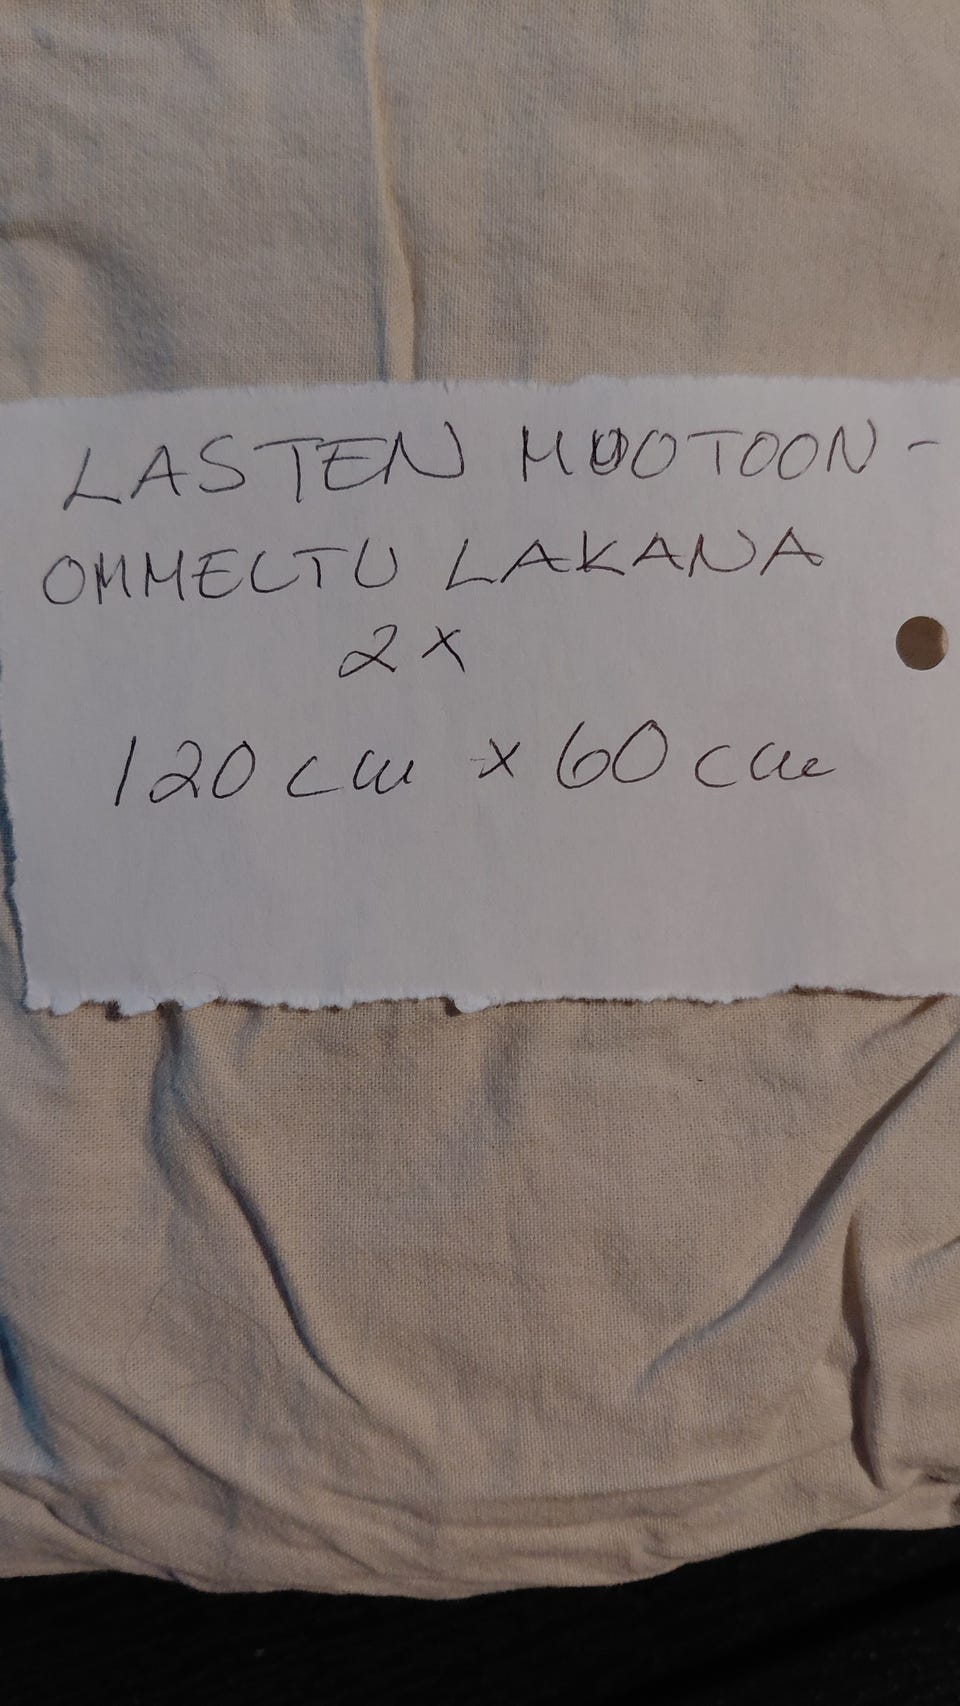 LASTEN MUOTOON-
OMMELTU LAKANA
2x
120 cm x 60 cm